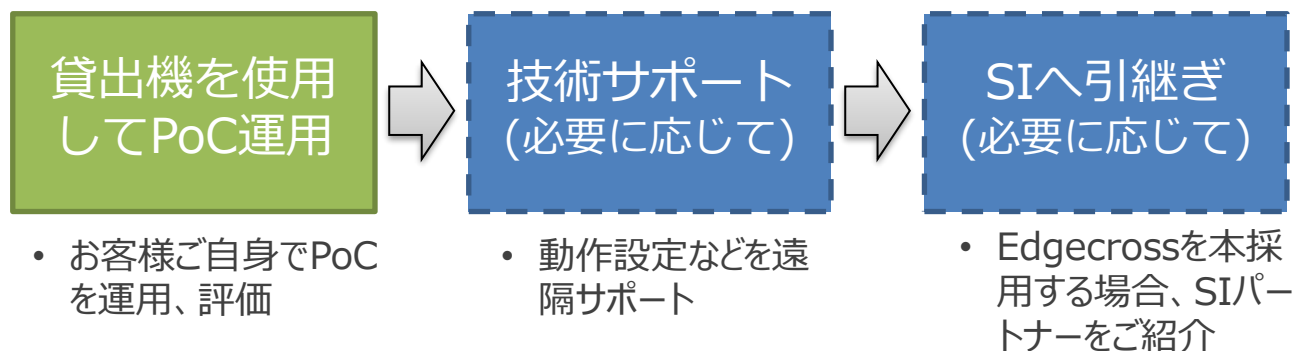 貸出機を使用
してPoC運用
技術サポート
(必要に応じて)
SIへ引継ぎ
(必要に応じて)
• お客様ご自身でPoC
を運用、評価
• 動作設定などを遠
隔サポート
• Edgecrossを本採
用する場合、SIパー
トナーをご紹介